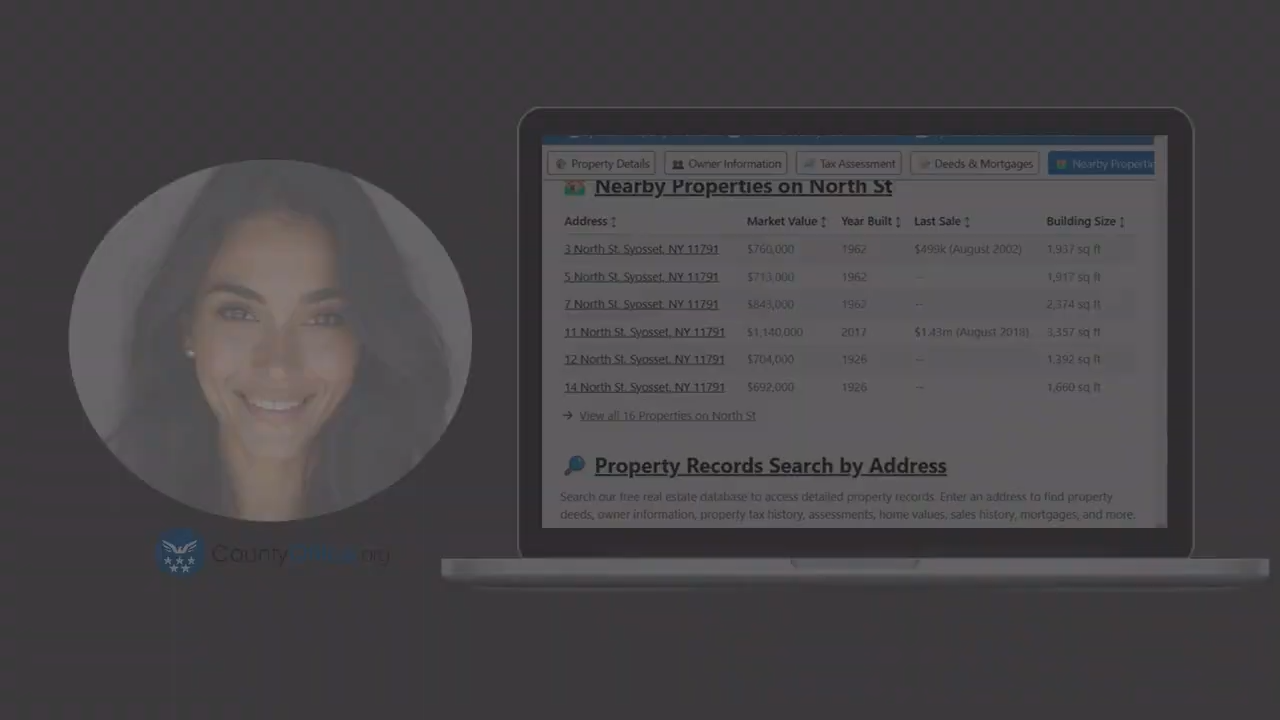 Property Details Owner Information Tax Assessment Deeds & Mortgages Nearby Properti
Nearby Properties on North St
Address Market Value Year Built Last Sale Building Size
3 North St, Syosset, NY 11791 $766,000 1962 $499k (August 2002) 1,937 sq ft
5 North St, Syosset, NY 11791 $713,000 1962 -- 1,917 sq ft
7 North St, Syosset, NY 11791 $843,000 1962 -- 2,374 sq ft
11 North St, Syosset, NY 11791 $1,140,000 2017 $1.43m (August 2018) 3,357 sq ft
12 North St, Syosset, NY 11791 $704,000 1926 -- 1,392 sq ft
14 North St, Syosset, NY 11791 $692,000 1926 -- 1,660 sq ft
→ View all 16 Properties on North St
Property Records Search by Address
Search our free real estate database to access detailed property records. Enter an address to find property
deeds, owner information, property tax history, assessments, home values, sales history, mortgages, and more.
CountyOffice.org